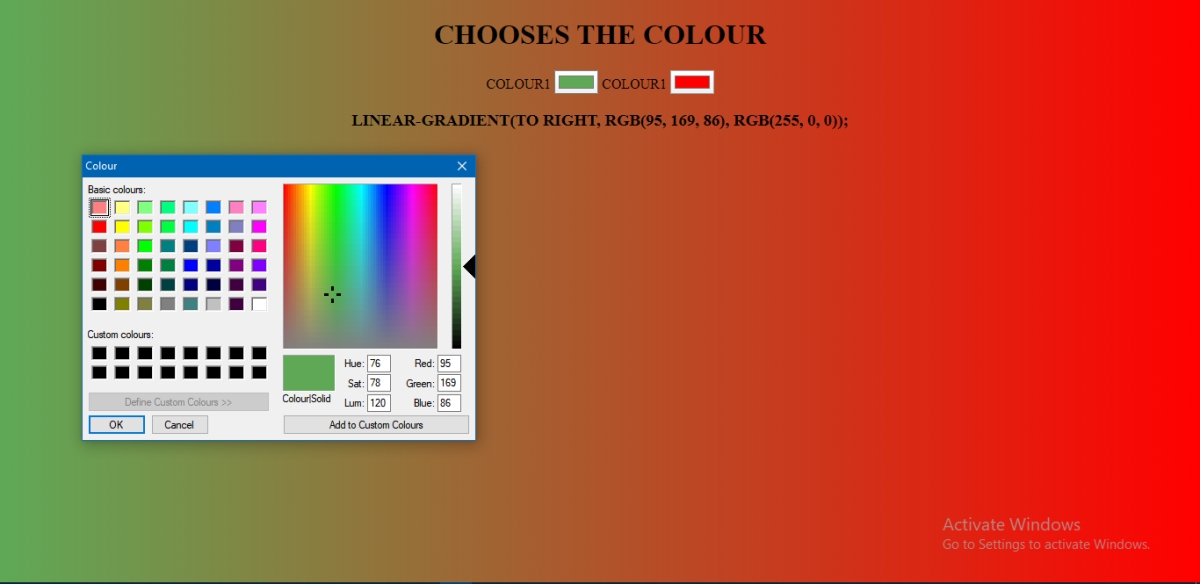 CHOOSES THE COLOUR
COLOUR1 COLOUR1
LINEAR-GRADIENT(TO RIGHT, RGB(95, 169, 86), RGB(255, 0, 0));
Colour
Basic colours:
Custom colours:
Define Custom Colours >>
OK Cancel
Hue: 76 Red: 95
Sat: 78 Green: 169
Colour|Solid
Lum: 120 Blue: 86
Add to Custom Colours
Activate Windows
Go to Settings to activate Windows.